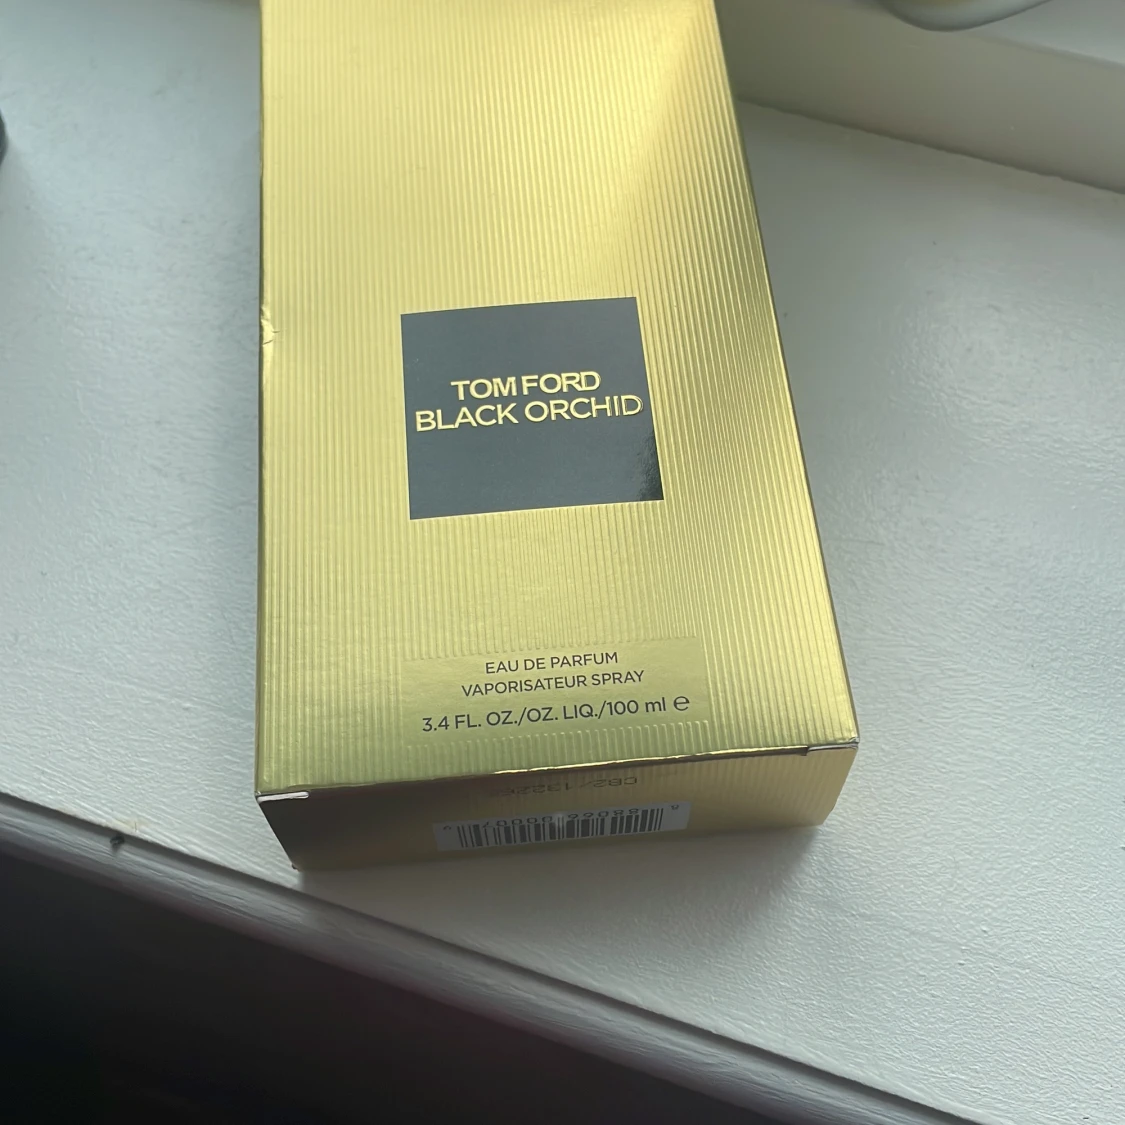 TOM FORD
BLACK ORCHID
EAU DE PARFUM
VAPORISATEUR SPRAY
3.4 FL. OZ./OZ. LIQ./100 ml ℮